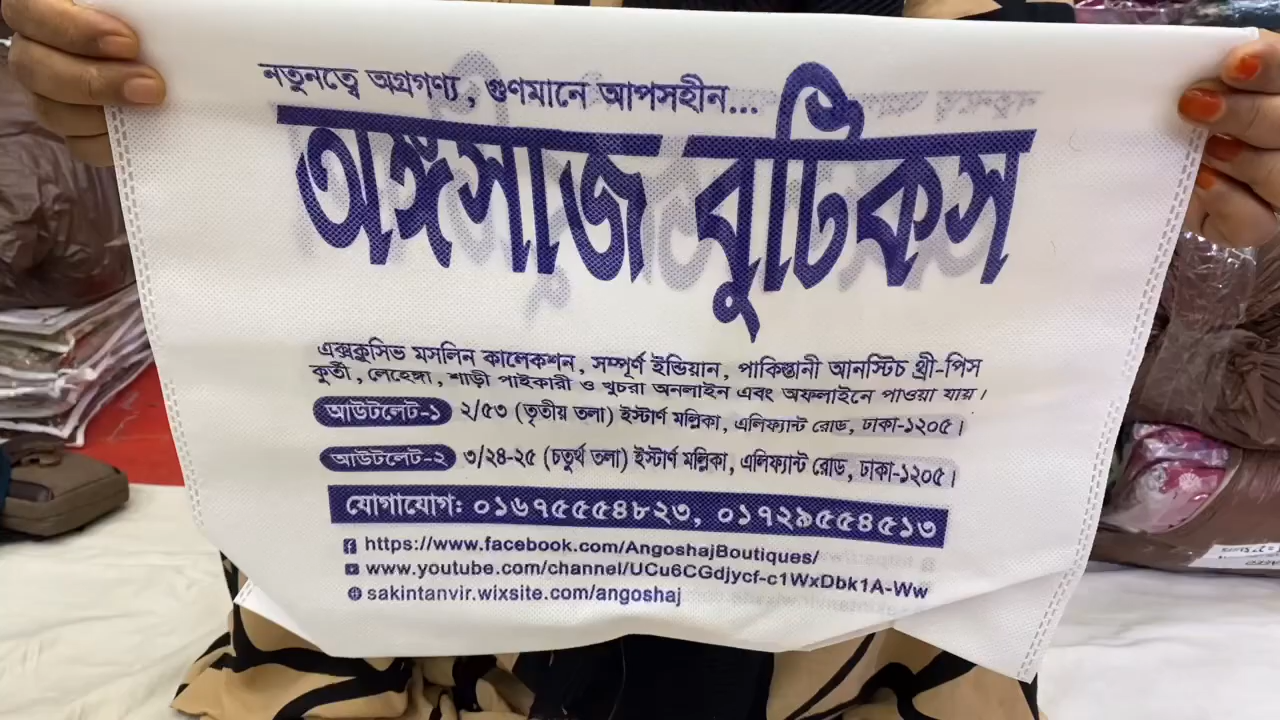 নতুনত্বে অগ্রগণ্য, গুণমানে আপসহীন...
অঙ্গসাজ বুটিকস
এক্সক্লুসিভ মসলিন কালেকশন, সম্পূর্ণ ইন্ডিয়ান, পাকিস্তানী আনস্টিচ থ্রী-পিস
কুর্তী, লেহেঙ্গা, শাড়ী পাইকারী ও খুচরা অনলাইন এবং অফলাইনে পাওয়া যায়।
আউটলেট-১ ২/৫৩ (তৃতীয় তলা) ইস্টার্ণ মল্লিকা, এলিফ্যান্ট রোড, ঢাকা-১২০৫।
আউটলেট-২ ৩/২৪-২৫ (চতুর্থ তলা) ইস্টার্ণ মল্লিকা, এলিফ্যান্ট রোড, ঢাকা-১২০৫।
যোগাযোগ: ০১৬৭৫৫৫৪৮২৩, ০১৭২৯৫৫৪৫১৩
https://www.facebook.com/AngoshajBoutiques/
www.youtube.com/channel/UCu6CGdjycf-c1WxDbk1A-Ww
sakintanvir.wixsite.com/angoshaj